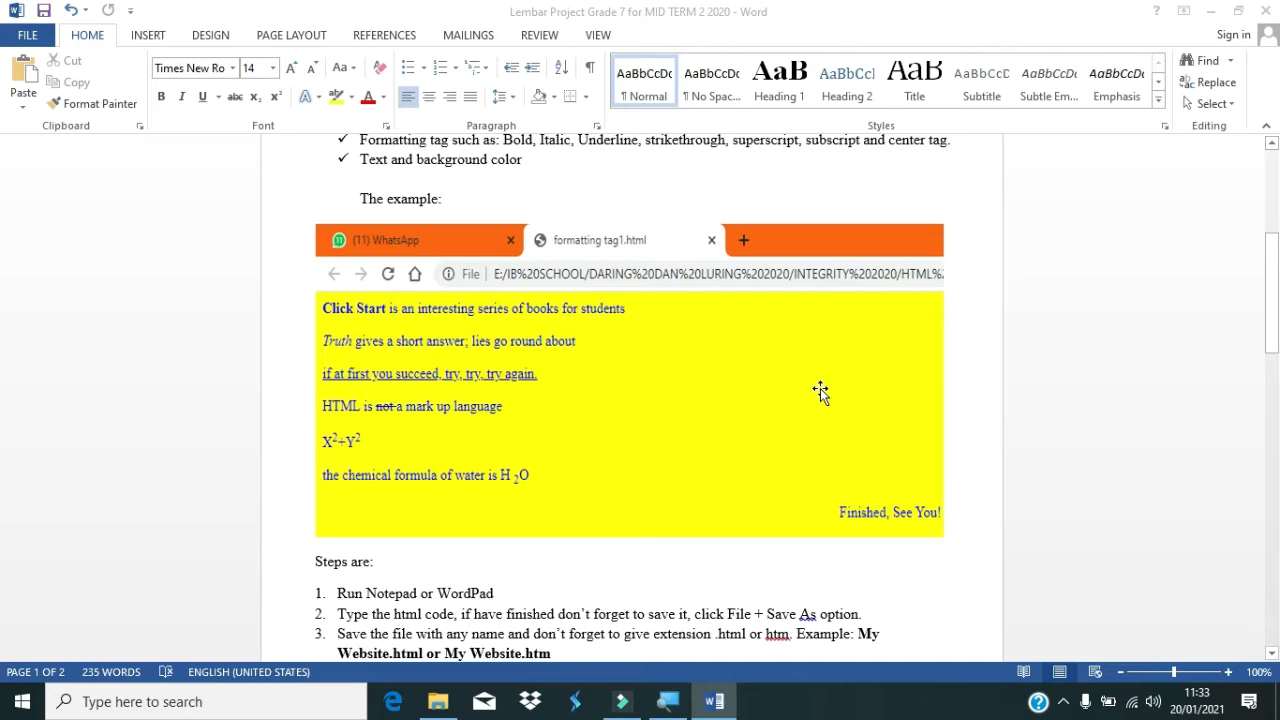 Lembar Project Grade 7 for MID TERM 2 2020 - Word
FILE HOME INSERT DESIGN PAGE LAYOUT REFERENCES MAILINGS REVIEW VIEW Sign in
Paste Cut Copy Format Painter
Times New Ro 14
AaBbCcDc AaBbCcDc AaB AaBbCcl AaB AaBbCcD AaBbCcDc AaBbCcDc
¶ Normal ¶ No Spac... Heading 1 Heading 2 Title Subtitle Subtle Em... Emphasis
Find Replace Select
Clipboard Font Paragraph Styles Editing
✓ Formatting tag such as: Bold, Italic, Underline, strikethrough, superscript, subscript and center tag.
✓ Text and background color
The example:
(11) WhatsApp formatting tag1.html
File E:/IB%20SCHOOL/DARING%20DAN%20LURING%202020/INTEGRITY%202020/HTML%
Click Start is an interesting series of books for students
Truth gives a short answer; lies go round about
if at first you succeed, try, try, try again.
HTML is not a mark up language
X²+Y²
the chemical formula of water is H ₂O
Finished, See You!
Steps are:
1. Run Notepad or WordPad
2. Type the html code, if have finished don't forget to save it, click File + Save As option.
3. Save the file with any name and don't forget to give extension .html or htm. Example: My
Website.html or My Website.htm
PAGE 1 OF 2 235 WORDS ENGLISH (UNITED STATES) 100%
Type here to search
11:33
20/01/2021